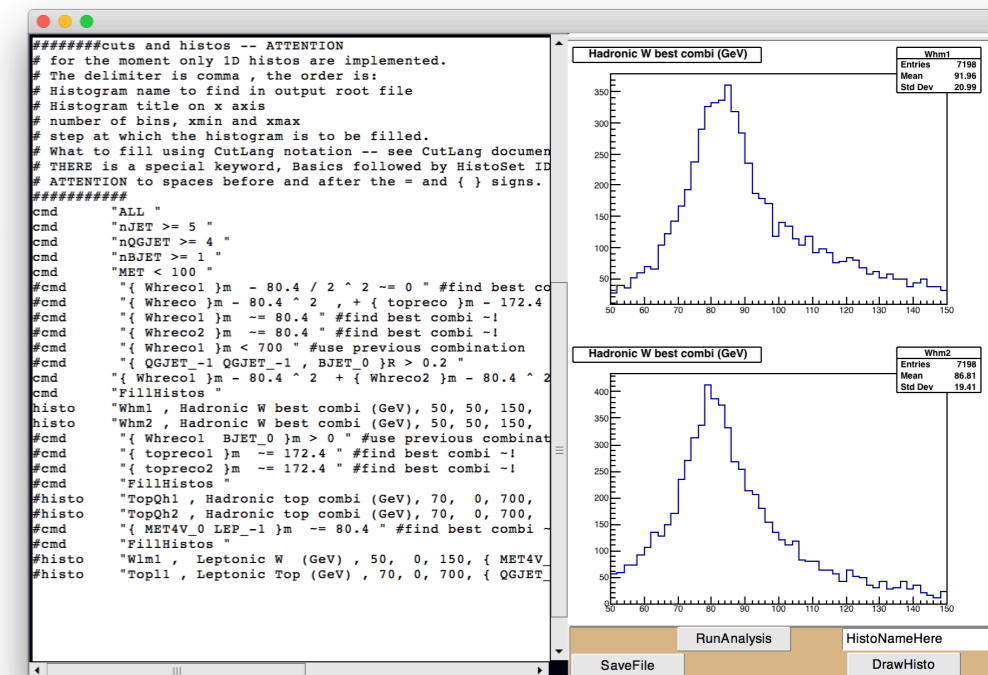 ########cuts and histos -- ATTENTION
# for the moment only 1D histos are implemented.
# The delimiter is comma , the order is:
# Histogram name to find in output root file
# Histogram title on x axis
# number of bins, xmin and xmax
# step at which the histogram is to be filled.
# What to fill using CutLang notation -- see CutLang documen
# THERE is a special keyword, Basics followed by HistoSet ID
# ATTENTION to spaces before and after the = and { } signs.
###########
cmd "ALL "
cmd "nJET >= 5 "
cmd "nQGJET >= 4 "
cmd "nBJET >= 1 "
cmd "MET < 100 "
#cmd "{ Whreco1 }m - 80.4 / 2 ^ 2 ~= 0 " #find best co
#cmd "{ Whreco }m - 80.4 ^ 2 , + { topreco }m - 172.4
#cmd "{ Whreco1 }m ~= 80.4 " #find best combi ~!
#cmd "{ Whreco2 }m ~= 80.4 " #find best combi ~!
#cmd "{ Whreco1 }m < 700 " #use previous combination
#cmd "{ QGJET_-1 QGJET_-1 , BJET_0 }R > 0.2 "
cmd "{ Whreco1 }m - 80.4 ^ 2 + { Whreco2 }m - 80.4 ^ 2
cmd "FillHistos "
histo "Whm1 , Hadronic W best combi (GeV), 50, 50, 150,
histo "Whm2 , Hadronic W best combi (GeV), 50, 50, 150,
#cmd "{ Whreco1 BJET_0 }m > 0 " #use previous combinat
#cmd "{ topreco1 }m ~= 172.4 " #find best combi ~!
#cmd "{ topreco2 }m ~= 172.4 " #find best combi ~!
#cmd "FillHistos "
#histo "TopQh1 , Hadronic top combi (GeV), 70, 0, 700,
#histo "TopQh2 , Hadronic top combi (GeV), 70, 0, 700,
#cmd "{ MET4V_0 LEP_-1 }m ~= 80.4 " #find best combi ~
#cmd "FillHistos "
#histo "Wlm1 , Leptonic W (GeV) , 50, 0, 150, { MET4V_
#histo "Topl1 , Leptonic Top (GeV) , 70, 0, 700, { QGJET_
Hadronic W best combi (GeV)
Whm1
Entries 7198
Mean 91.96
Std Dev 20.99
350
300
250
200
150
100
50
50 60 70 80 90 100 110 120 130 140 150
Hadronic W best combi (GeV)
Whm2
Entries 7198
Mean 86.81
Std Dev 19.41
400
350
300
250
200
150
100
50
0
50 60 70 80 90 100 110 120 130 140 150
RunAnalysis
HistoNameHere
SaveFile
DrawHisto